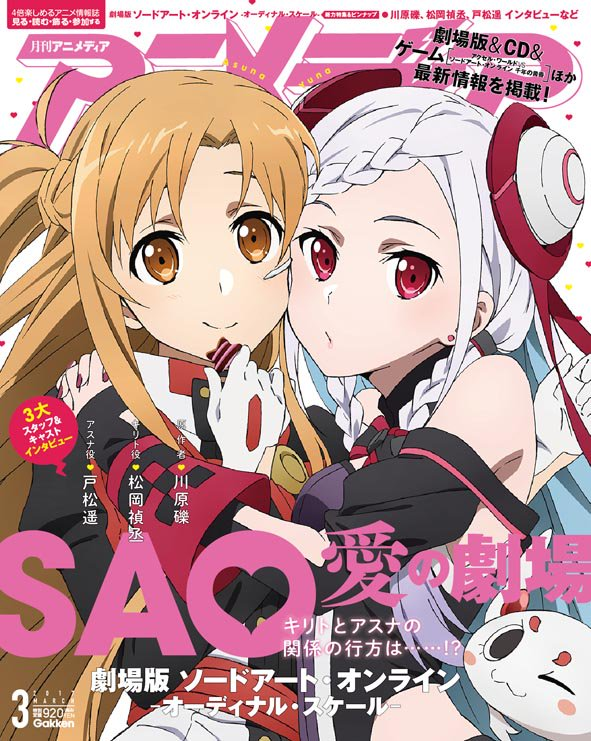 4倍楽しめるアニメ情報誌
見る・読む・飾る・参加する
劇場版 ソードアート・オンライン -オーディナル・スケール-
強力特集&ピンナップ
●川原礫、松岡禎丞、戸松遥 インタビューなど
月刊アニメディア
アニメディア
asuna
yuna
劇場版&CD&
ゲーム[アクセル・ワールドVS ソードアート・オンライン 千年の黄昏]ほか
最新情報を掲載!
3大
スタッフ&
キャスト
インタビュー
原作者♥川原礫
キリト役♥松岡禎丞
アスナ役♥戸松遥
SAO
愛の劇場
キリトとアスナの
関係の行方は……!?
劇場版 ソードアート・オンライン
-オーディナル・スケール-
3
2017
MARCH
920
YEN
Gakken